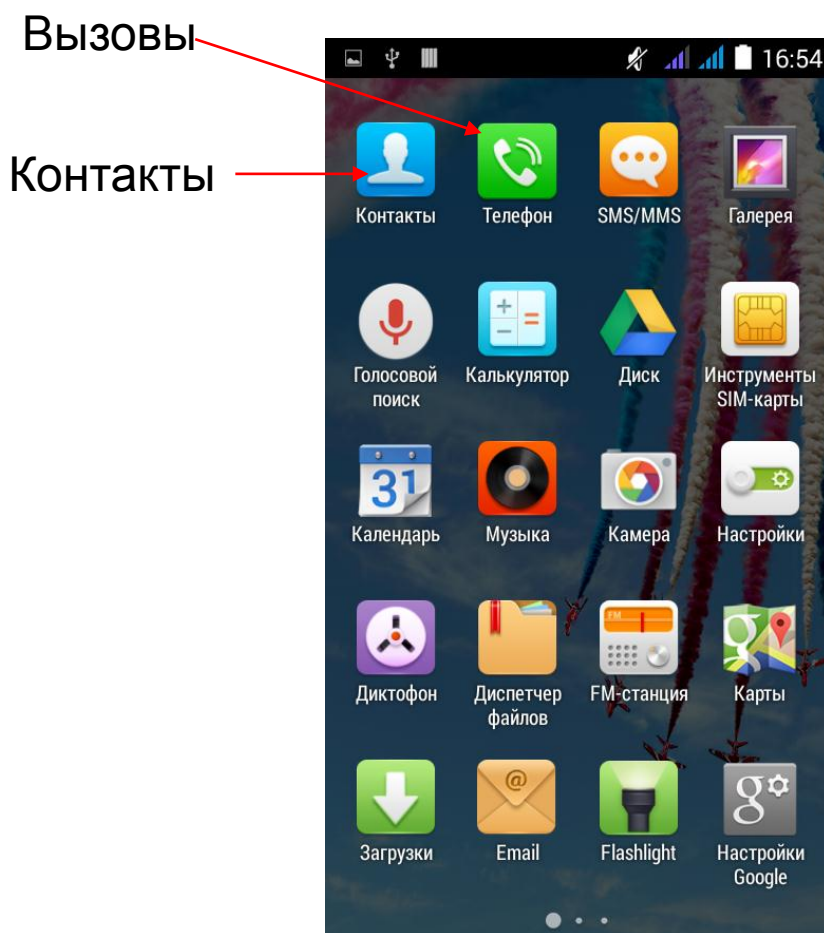 Вызовы
Контакты
16:54
Контакты
Телефон
SMS/MMS
Галерея
Голосовой
поиск
Калькулятор
Диск
Инструменты
SIM-карты
31
Календарь
Музыка
Камера
Настройки
Диктофон
Диспетчер
файлов
FM
FM-станция
g
Карты
Загрузки
@
Email
Flashlight
g
Настройки
Google